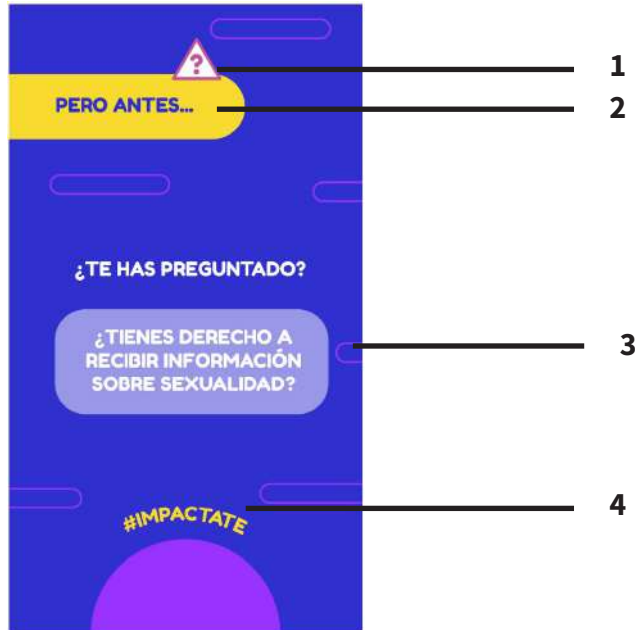 ?
1
PERO ANTES...
2
¿TE HAS PREGUNTADO?
¿TIENES DERECHO A
RECIBIR INFORMACIÓN
SOBRE SEXUALIDAD?
3
#IMPACTATE
4